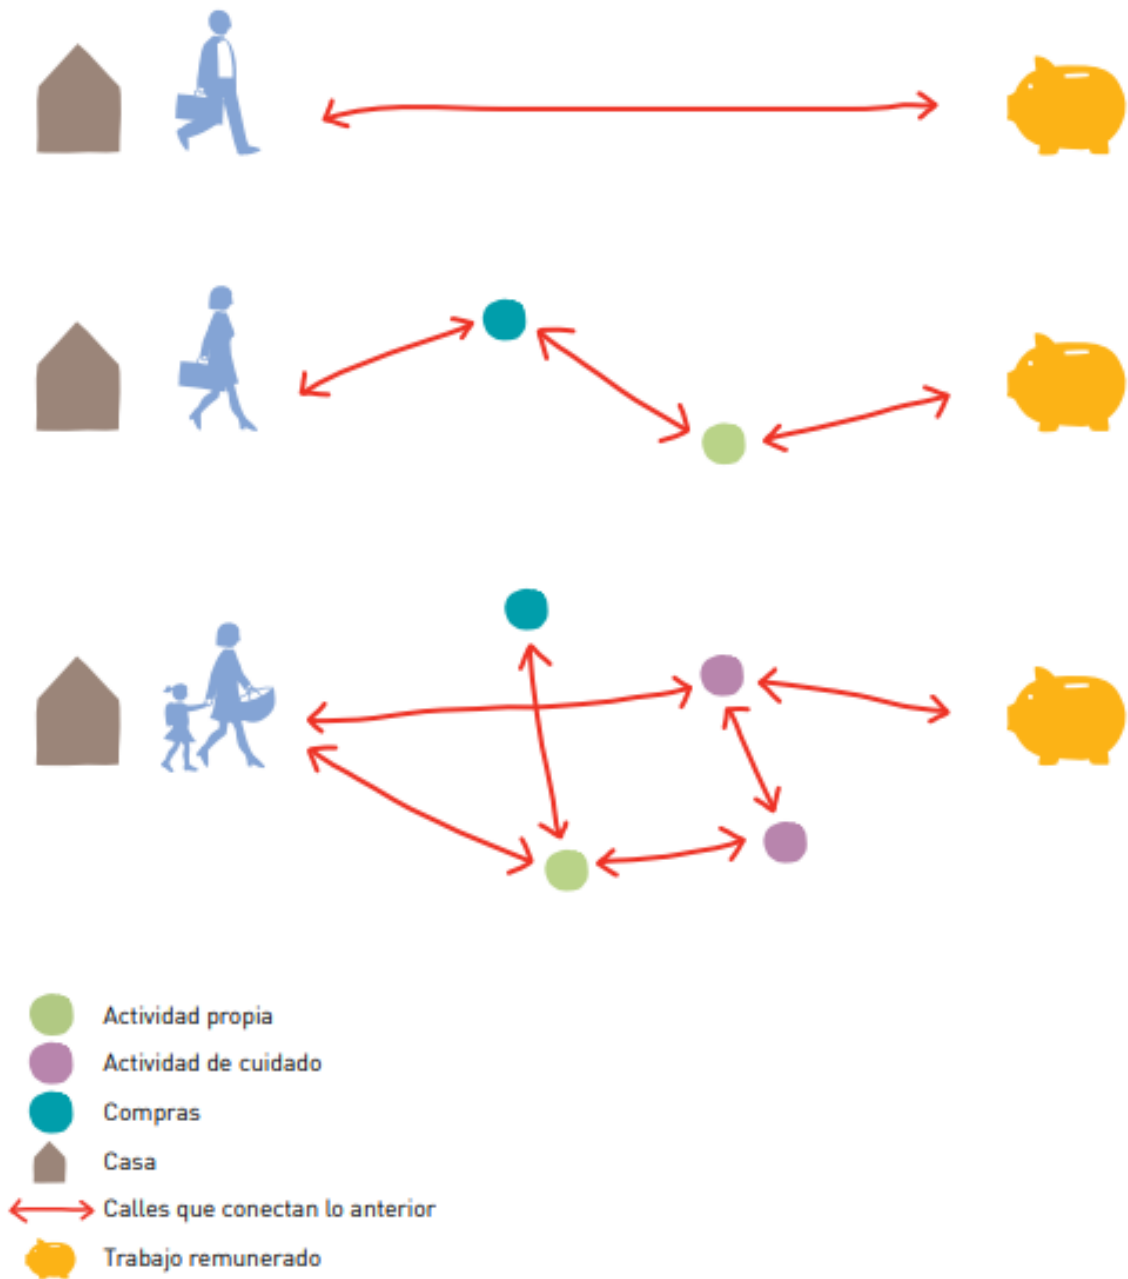 Actividad propia
Actividad de cuidado
Compras
Casa
Calles que conectan lo anterior
Trabajo remunerado